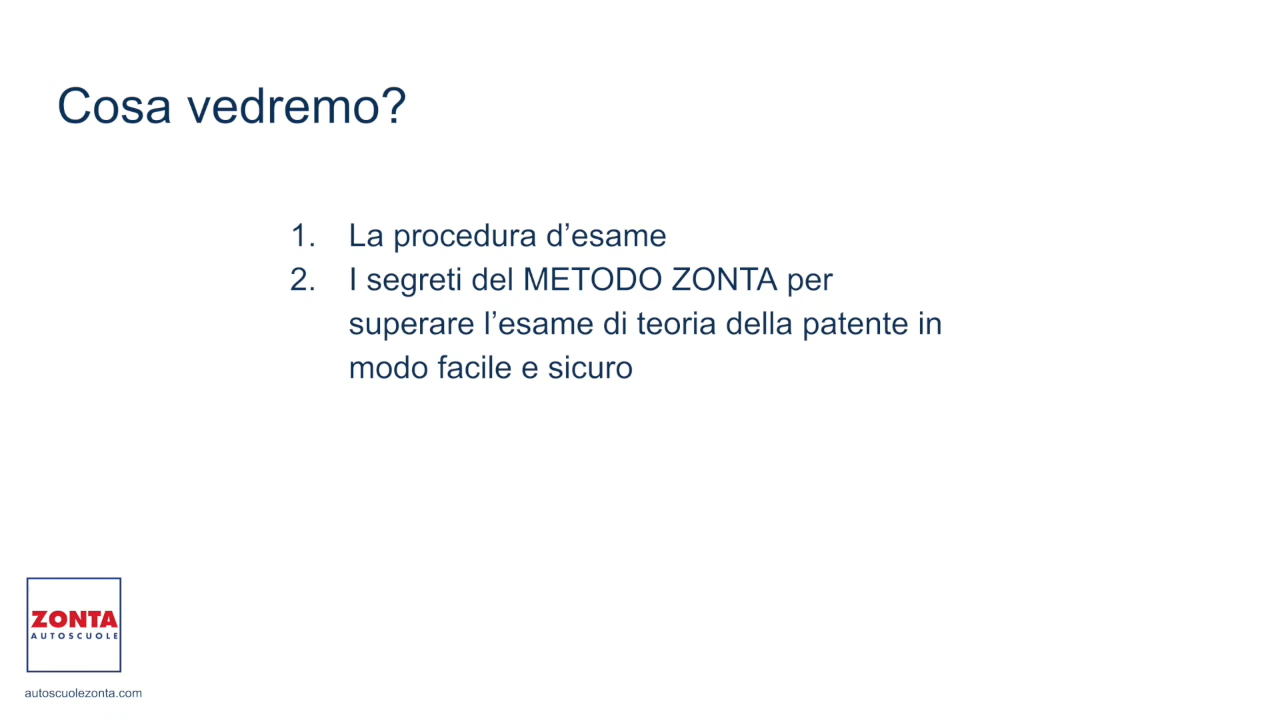 Cosa vedremo?
1. La procedura d’esame
2. I segreti del METODO ZONTA per
superare l’esame di teoria della patente in
modo facile e sicuro
ZONTA
AUTOSCUOLE
autoscuolezonta.com